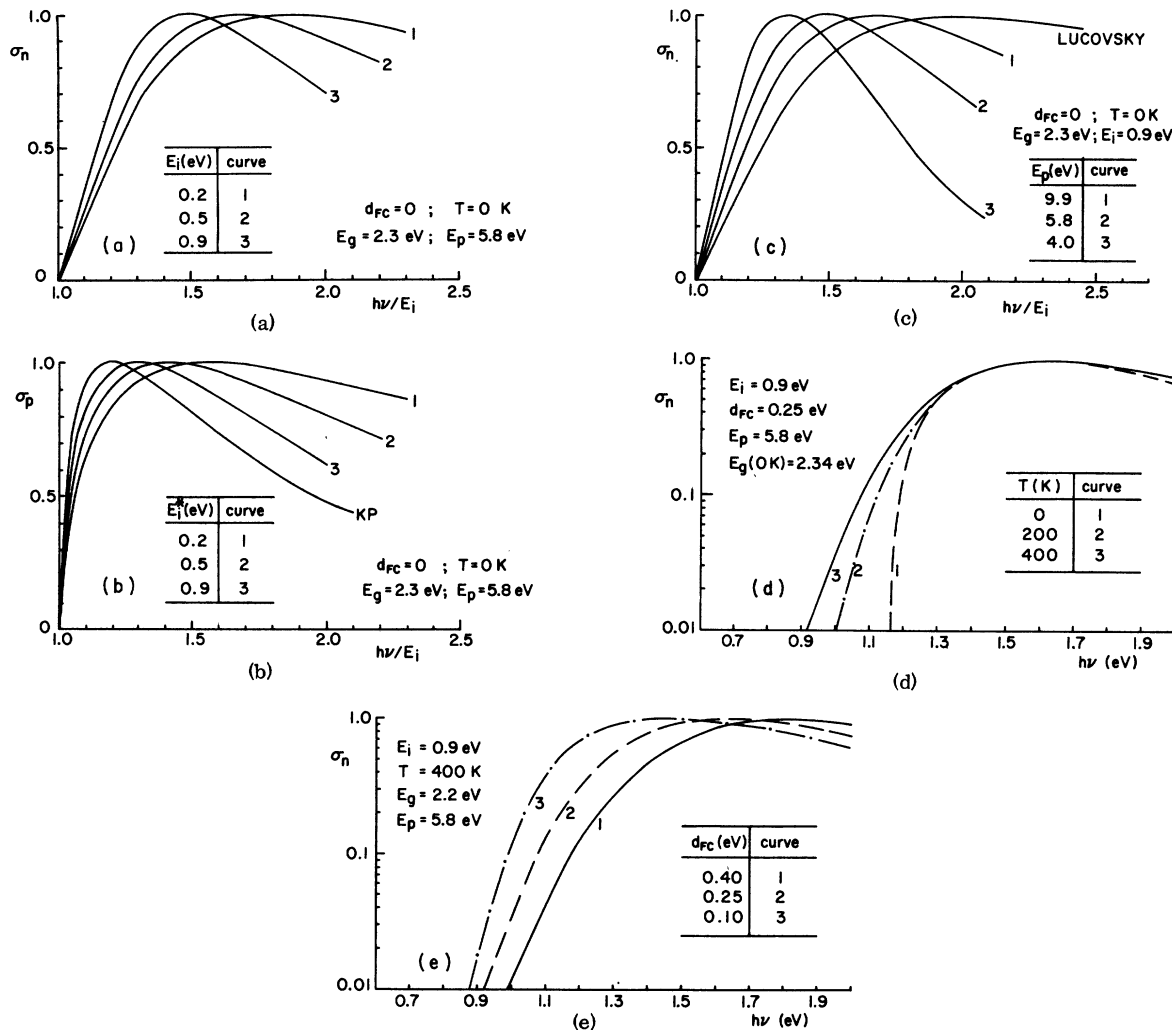 1.0
σn
0.5
0
1.0
1.5
2.0
2.5
hν/Ei
1
2
3
Ei(eV) curve
0.2 1
0.5 2
0.9 3
dFC=0 ; T=0 K
Eg=2.3 eV ; Ep=5.8 eV
(a)
(a)
1.0
σn
0.5
0
1.0
1.5
2.0
2.5
hν/Ei
LUCOVSKY
1
2
3
dFC=0 ; T=0K
Eg=2.3 eV; Ei=0.9 eV
Ep(eV) curve
9.9 1
5.8 2
4.0 3
(c)
(c)
1.0
σp
0.5
0
1.0
1.5
2.0
2.5
hν/Ei
1
2
3
KP
Ei*(eV) curve
0.2 1
0.5 2
0.9 3
dFC=0 ; T=0K
Eg=2.3 eV; Ep=5.8 eV
(b)
(b)
1.0
σn
0.1
0.01
Ei = 0.9 eV
dFC = 0.25 eV
Ep = 5.8 eV
Eg(0K) = 2.34 eV
T(K) curve
0 1
200 2
400 3
3 2 1
(d)
0.7 0.9 1.1 1.3 1.5 1.7 1.9
hν (eV)
(d)
1.0
σn
0.1
0.01
Ei = 0.9 eV
T = 400 K
Eg = 2.2 eV
Ep = 5.8 eV
3 2 1
dFC(eV) curve
0.40 1
0.25 2
0.10 3
(e)
0.7 0.9 1.1 1.3 1.5 1.7 1.9
hν (eV)
(e)